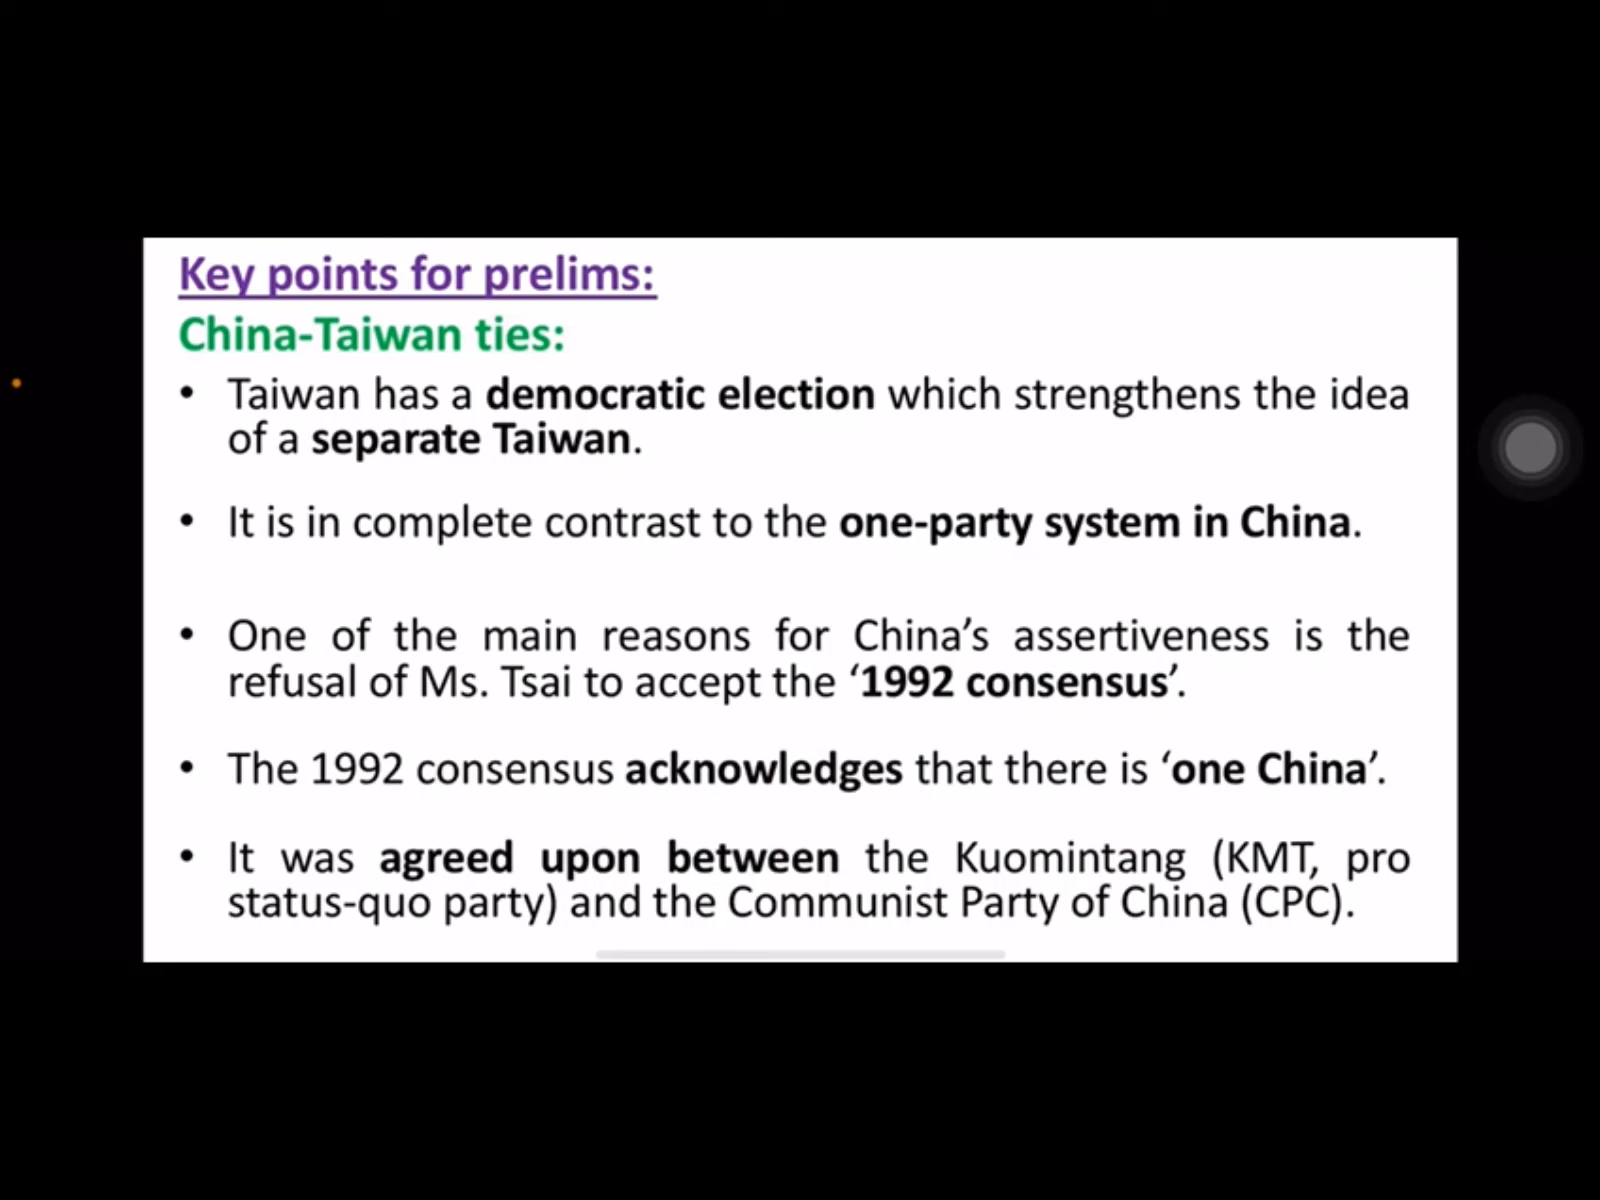 Key points for prelims:
China-Taiwan ties:
• Taiwan has a democratic election which strengthens the idea
of a separate Taiwan.
• It is in complete contrast to the one-party system in China.
• One of the main reasons for China’s assertiveness is the
refusal of Ms. Tsai to accept the ‘1992 consensus’.
• The 1992 consensus acknowledges that there is ‘one China’.
• It was agreed upon between the Kuomintang (KMT, pro
status-quo party) and the Communist Party of China (CPC).